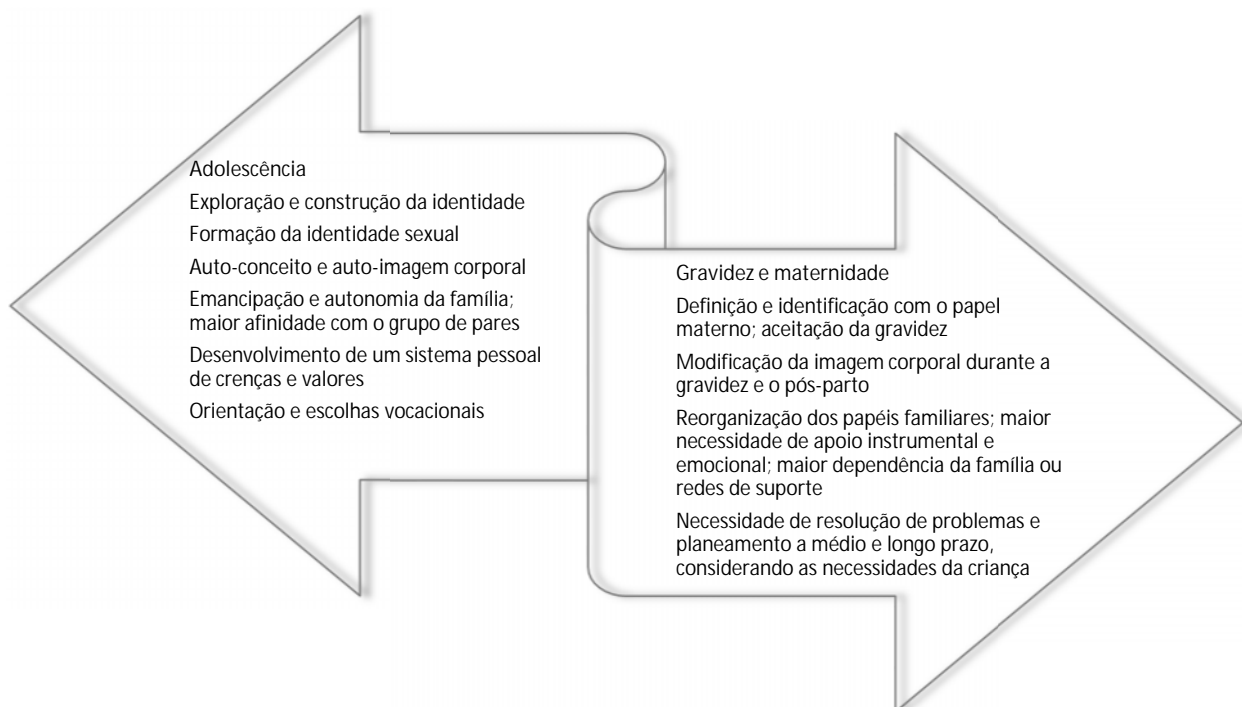 Adolescência
Exploração e construção da identidade
Formação da identidade sexual
Auto-conceito e auto-imagem corporal
Emancipação e autonomia da família;
maior afinidade com o grupo de pares
Desenvolvimento de um sistema pessoal
de crenças e valores
Orientação e escolhas vocacionais
Gravidez e maternidade
Definição e identificação com o papel
materno; aceitação da gravidez
Modificação da imagem corporal durante a
gravidez e o pós-parto
Reorganização dos papéis familiares; maior
necessidade de apoio instrumental e
emocional; maior dependência da família ou
redes de suporte
Necessidade de resolução de problemas e
planeamento a médio e longo prazo,
considerando as necessidades da criança